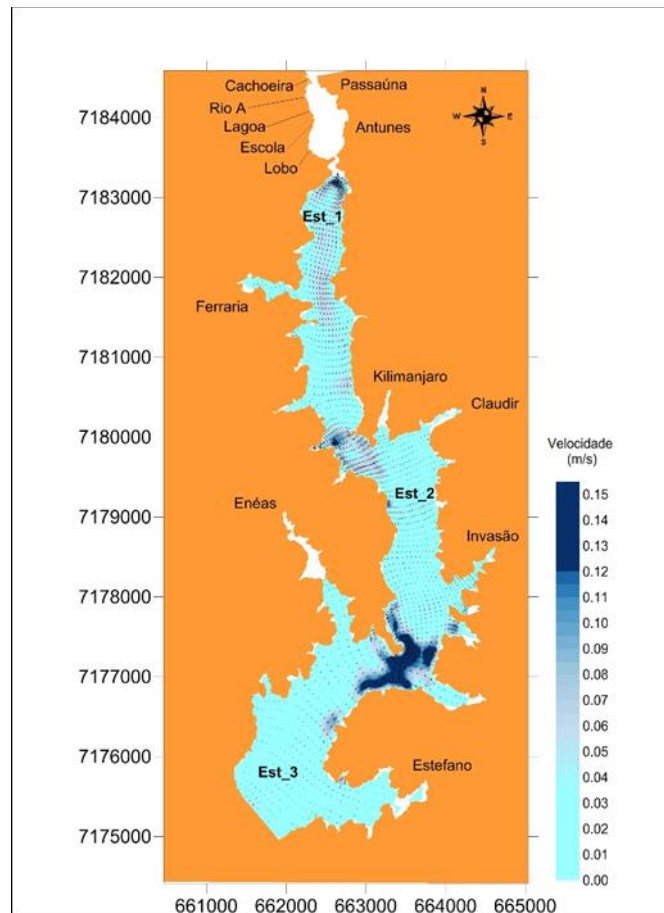 Cachoeira
Passaúna
7184000
Rio A
Lagoa
Antunes
Escola
Lobo
N
W
E
S
7183000
Est_1
7182000
Ferraria
7181000
Kilimanjaro
Claudir
7180000
Velocidade
(m/s)
Est_2
Enéas
7179000
Invasão
7178000
7177000
7176000
Est_3
Estefano
7175000
0.15
0.14
0.13
0.12
0.11
0.10
0.09
0.08
0.07
0.06
0.05
0.04
0.03
0.02
0.01
0.00
661000 662000 663000 664000 665000